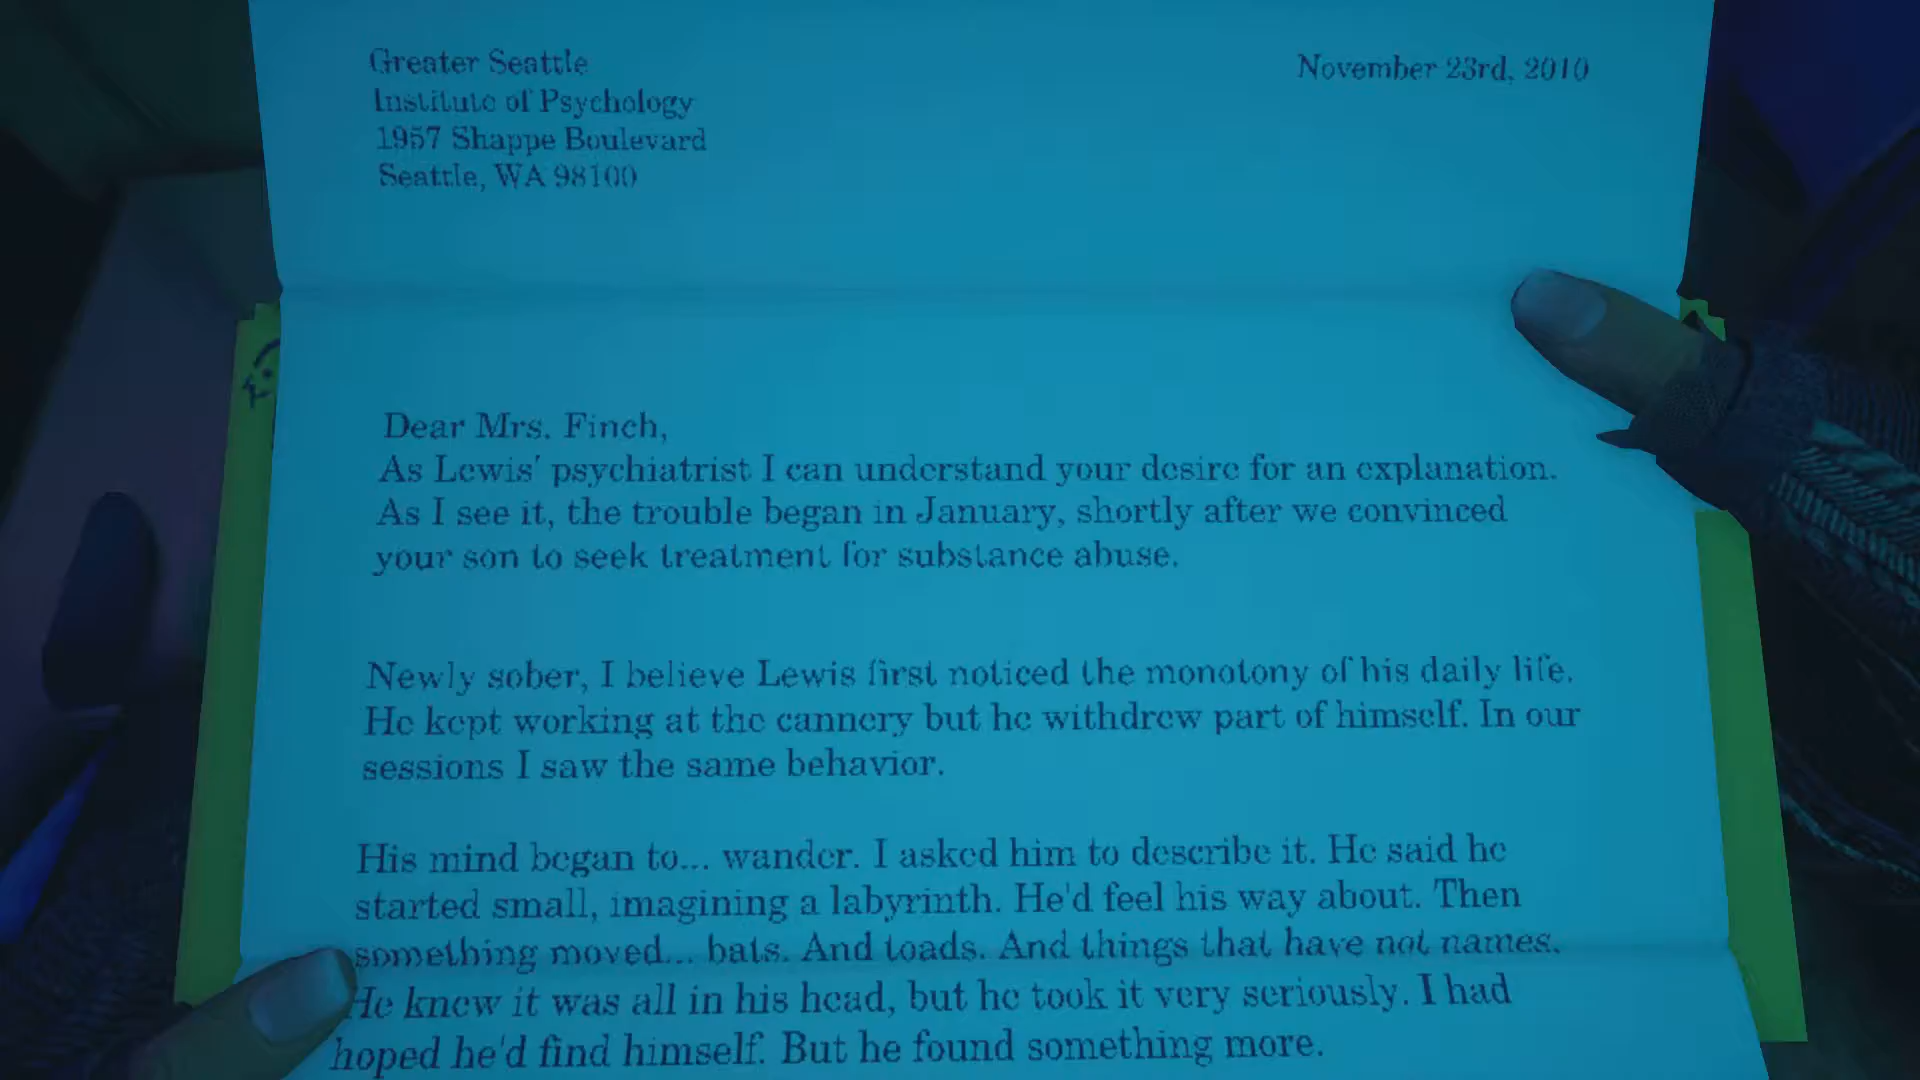 Greater Seattle
November 23rd, 2010
Institute of Psychology
1957 Shappe Boulevard
Seattle, WA 98100
Dear Mrs. Finch,
As Lewis' psychiatrist I can understand your desire for an explanation.
As I see it, the trouble began in January, shortly after we convinced
your son to seek treatment for substance abuse.
Newly sober, I believe Lewis first noticed the monotony of his daily life.
He kept working at the cannery but he withdrew part of himself. In our
sessions I saw the same behavior.
His mind began to... wander. I asked him to describe it. He said he
started small, imagining a labyrinth. He'd feel his way about. Then
something moved... bats. And toads. And things that have not names.
He knew it was all in his head, but he took it very seriously. I had
hoped he'd find himself. But he found something more.